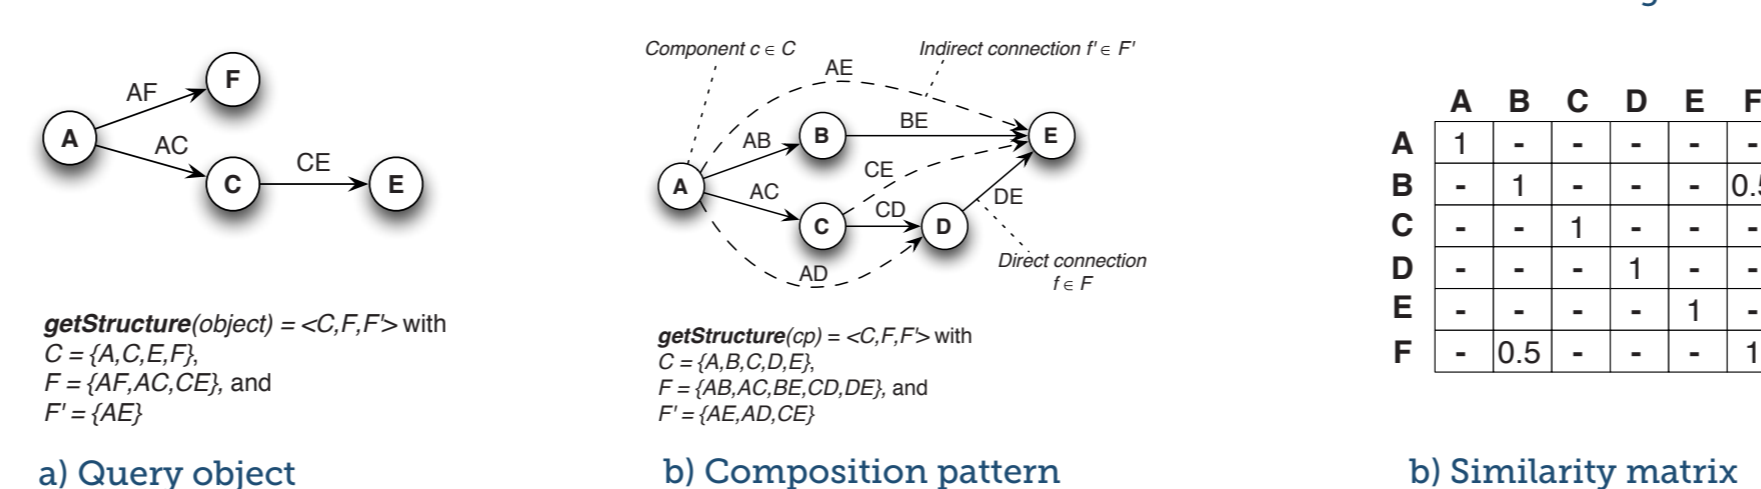 A
AF
F
AC
C
CE
E
getStructure(object) = <C,F,F'> with
C = {A,C,E,F},
F = {AF,AC,CE}, and
F' = {AE}
a) Query object
Component c ∈ C
Indirect connection f' ∈ F'
AE
A
AB
B
BE
E
AC
C
CE
CD
D
DE
AD
Direct connection
f ∈ F
getStructure(cp) = <C,F,F'> with
C = {A,B,C,D,E},
F = {AB,AC,BE,CD,DE}, and
F' = {AE,AD,CE}
b) Composition pattern
A B C D E F
A 1 - - - - -
B - 1 - - - 0.5
C - - 1 - - -
D - - - 1 - -
E - - - - 1 -
F - 0.5 - - - 1
b) Similarity matrix